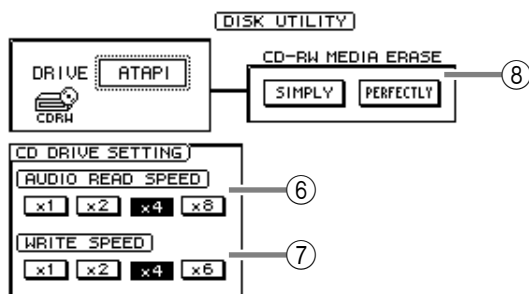 DISK UTILITY
DRIVE ATAPI
CDRW
CD-RW MEDIA ERASE
SIMPLY PERFECTLY
⑧
CD DRIVE SETTING
AUDIO READ SPEED
x1 x2 x4 x8
⑥
WRITE SPEED
x1 x2 x4 x6
⑦